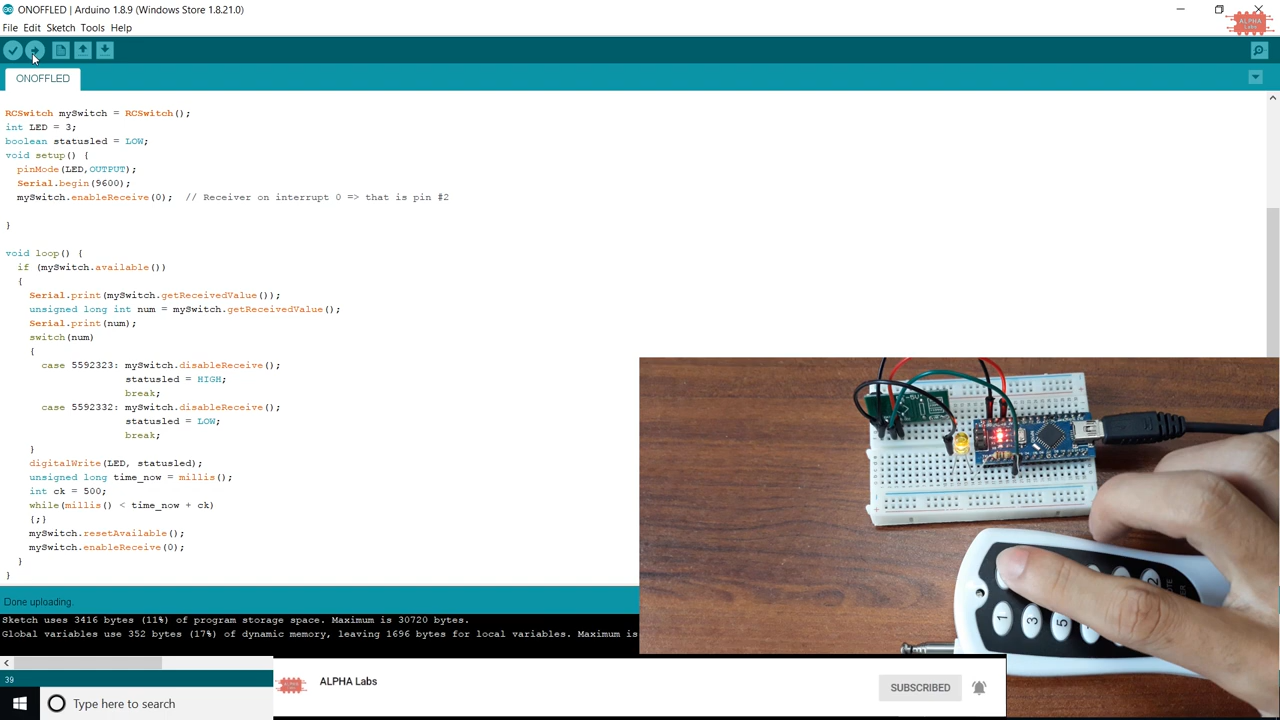 ONOFFLED | Arduino 1.8.9 (Windows Store 1.8.21.0)
File Edit Sketch Tools Help
ALPHA
Labs
ONOFFLED
RCSwitch mySwitch = RCSwitch();
int LED = 3;
boolean statusled = LOW;
void setup() {
pinMode(LED,OUTPUT);
Serial.begin(9600);
mySwitch.enableReceive(0);  // Receiver on interrupt 0 => that is pin #2
}
void loop() {
if (mySwitch.available())
{
Serial.print(mySwitch.getReceivedValue());
unsigned long int num = mySwitch.getReceivedValue();
Serial.print(num);
switch(num)
{
case 5592323: mySwitch.disableReceive();
statusled = HIGH;
break;
case 5592332: mySwitch.disableReceive();
statusled = LOW;
break;
}
digitalWrite(LED, statusled);
unsigned long time_now = millis();
int ck = 500;
while(millis() < time_now + ck)
{;}
mySwitch.resetAvailable();
mySwitch.enableReceive(0);
}
}
Done uploading.
Sketch uses 3416 bytes (11%) of program storage space. Maximum is 30720 bytes.
Global variables use 352 bytes (17%) of dynamic memory, leaving 1696 bytes for local variables. Maximum is
39
1 3 5
2
ALPHA Labs
SUBSCRIBED
Type here to search